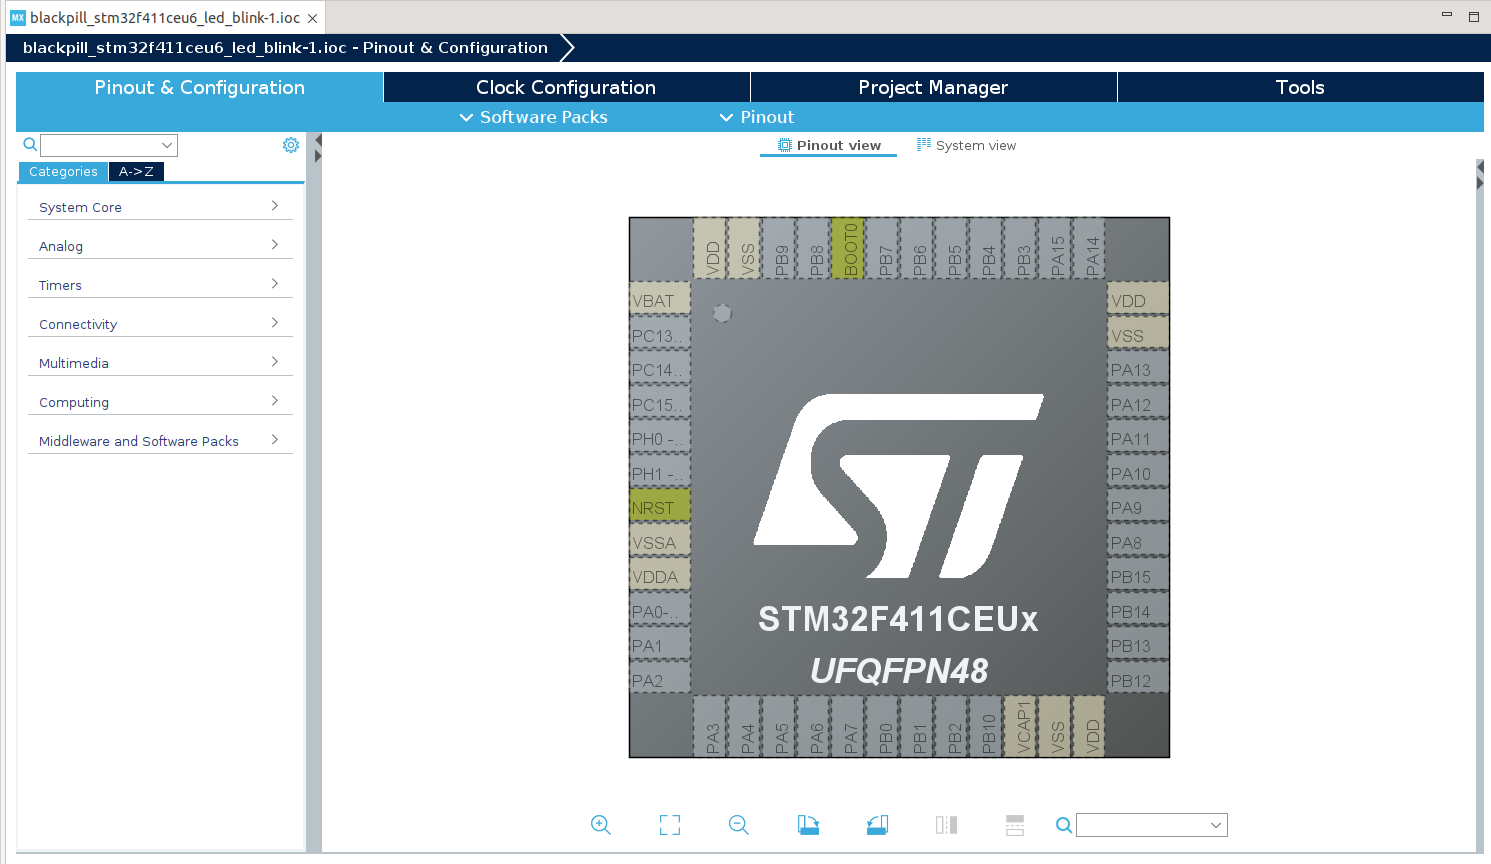 MX blackpill_stm32f411ceu6_led_blink-1.ioc
blackpill_stm32f411ceu6_led_blink-1.ioc - Pinout & Configuration
Pinout & Configuration
Clock Configuration
Project Manager
Tools
Software Packs
Pinout
Categories
A->Z
System Core
Analog
Timers
Connectivity
Multimedia
Computing
Middleware and Software Packs
Pinout view
System view
VDD
VSS
PB9
PB8
BOOT0
PB7
PB6
PB5
PB4
PB3
PA15
PA14
VBAT
PC13..
PC14..
PC15..
PH0 -..
PH1 -..
NRST
VSSA
VDDA
PA0-..
PA1
PA2
VDD
VSS
PA13
PA12
PA11
PA10
PA9
PA8
PB15
PB14
PB13
PB12
ST
STM32F411CEUx
UFQFPN48
PA3
PA4
PA5
PA6
PA7
PB0
PB1
PB2
PB10
VCAP1
VSS
VDD